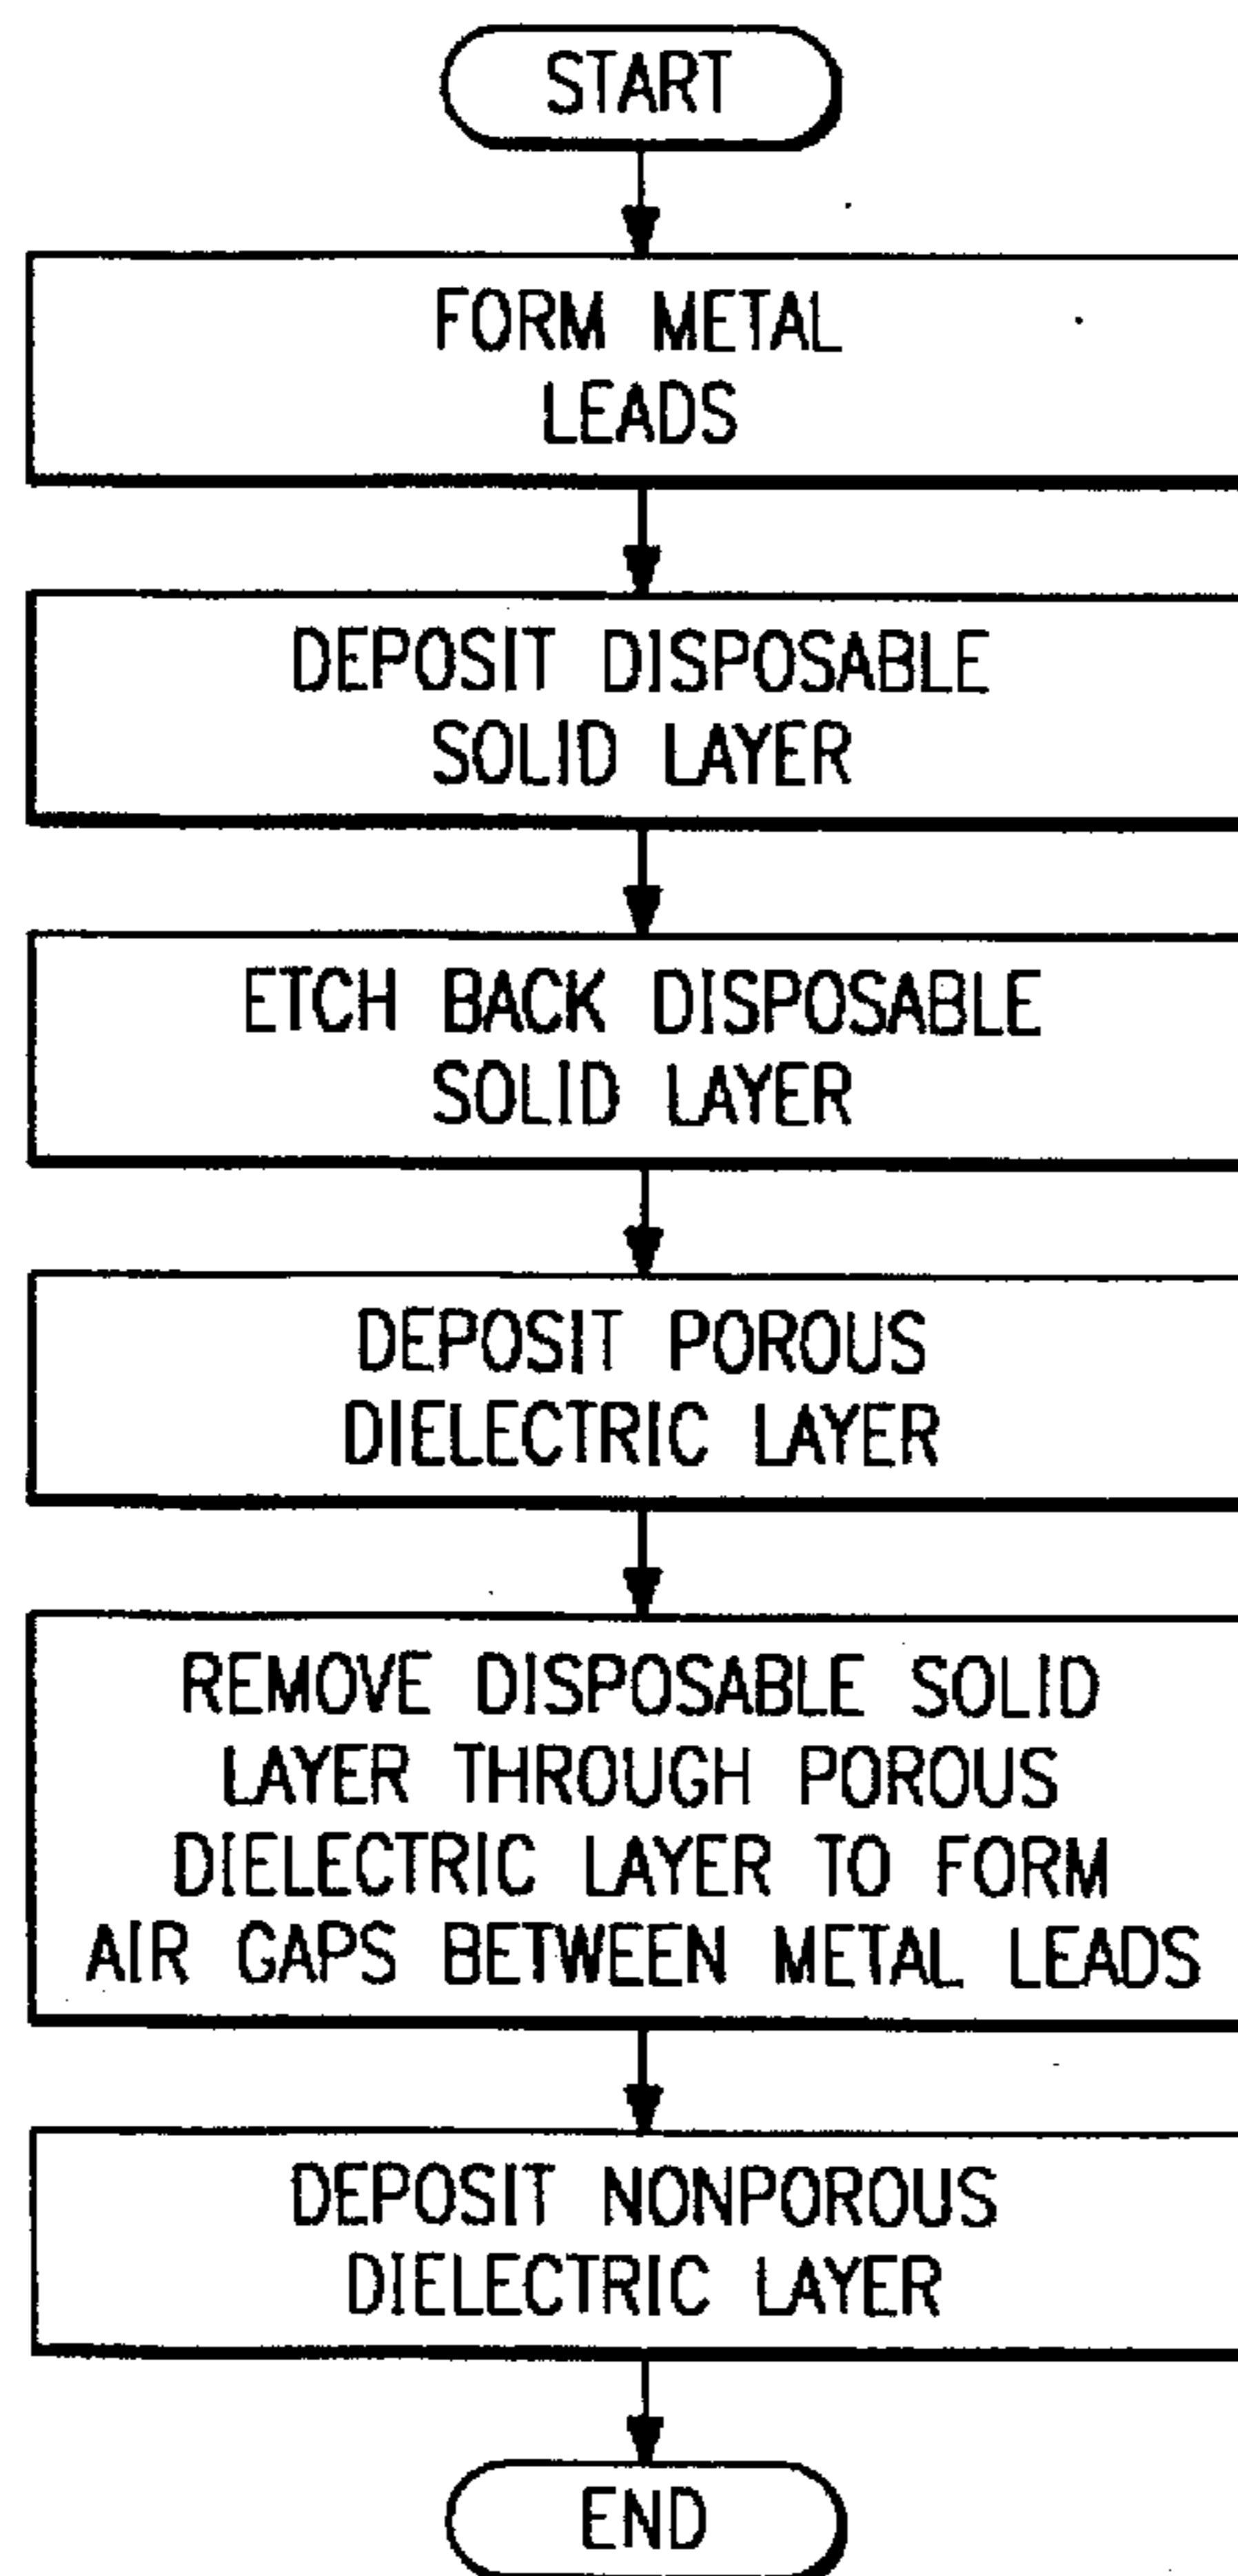 START
FORM METAL
LEADS
DEPOSIT DISPOSABLE
SOLID LAYER
ETCH BACK DISPOSABLE
SOLID LAYER
DEPOSIT POROUS
DIELECTRIC LAYER
REMOVE DISPOSABLE SOLID
LAYER THROUGH POROUS
DIELECTRIC LAYER TO FORM
AIR GAPS BETWEEN METAL LEADS
DEPOSIT NONPOROUS
DIELECTRIC LAYER
END